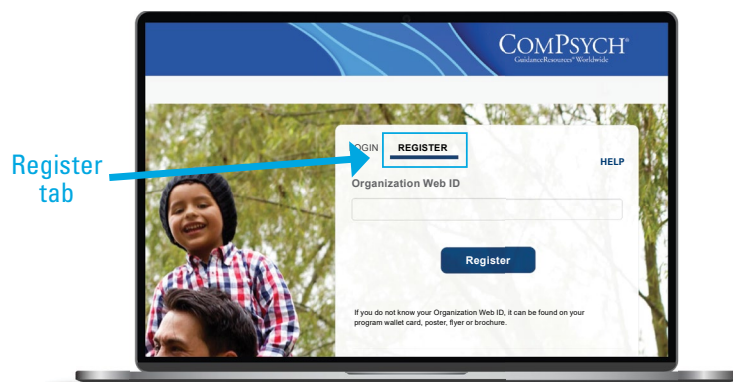 COMPSYCH®
GuidanceResources® Worldwide
Register
tab
LOGIN REGISTER
HELP
Organization Web ID
Register
If you do not know your Organization Web ID, it can be found on your
program wallet card, poster, flyer or brochure.